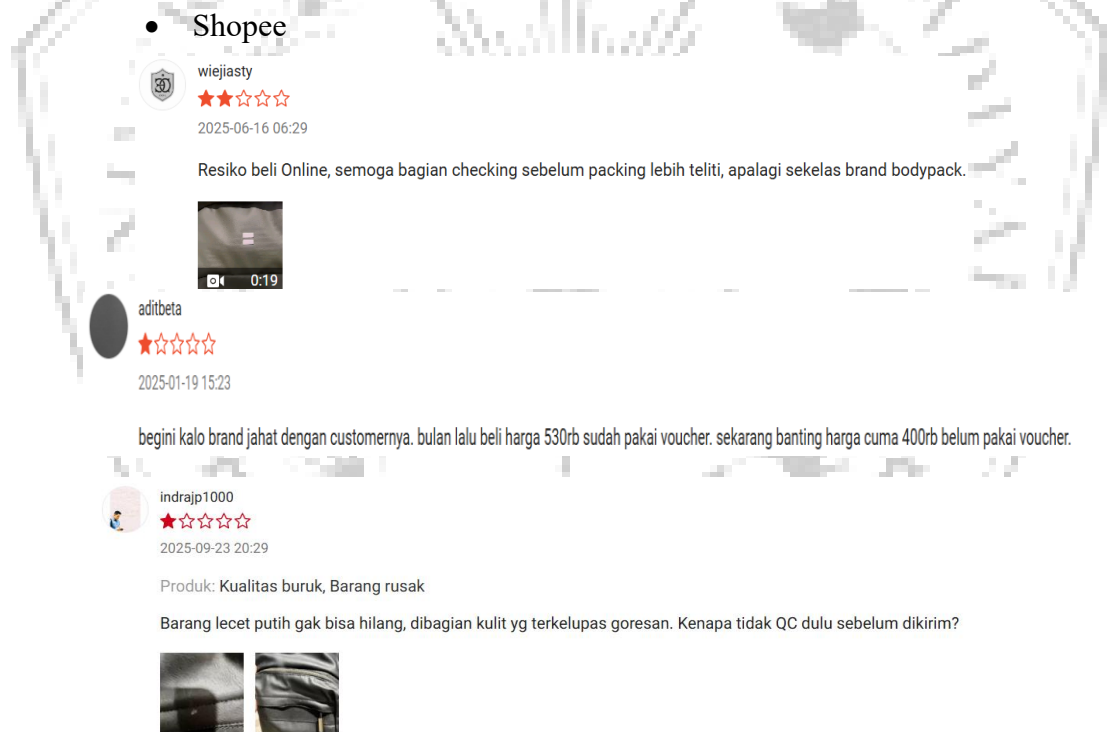 • Shopee
wiejiasty
2025-06-16 06:29
Resiko beli Online, semoga bagian checking sebelum packing lebih teliti, apalagi sekelas brand bodypack.
0:19
aditbeta
2025-01-19 15:23
begini kalo brand jahat dengan customernya. bulan lalu beli harga 530rb sudah pakai voucher. sekarang banting harga cuma 400rb belum pakai voucher.
indrajp1000
2025-09-23 20:29
Produk: Kualitas buruk, Barang rusak
Barang lecet putih gak bisa hilang, dibagian kulit yg terkelupas goresan. Kenapa tidak QC dulu sebelum dikirim?